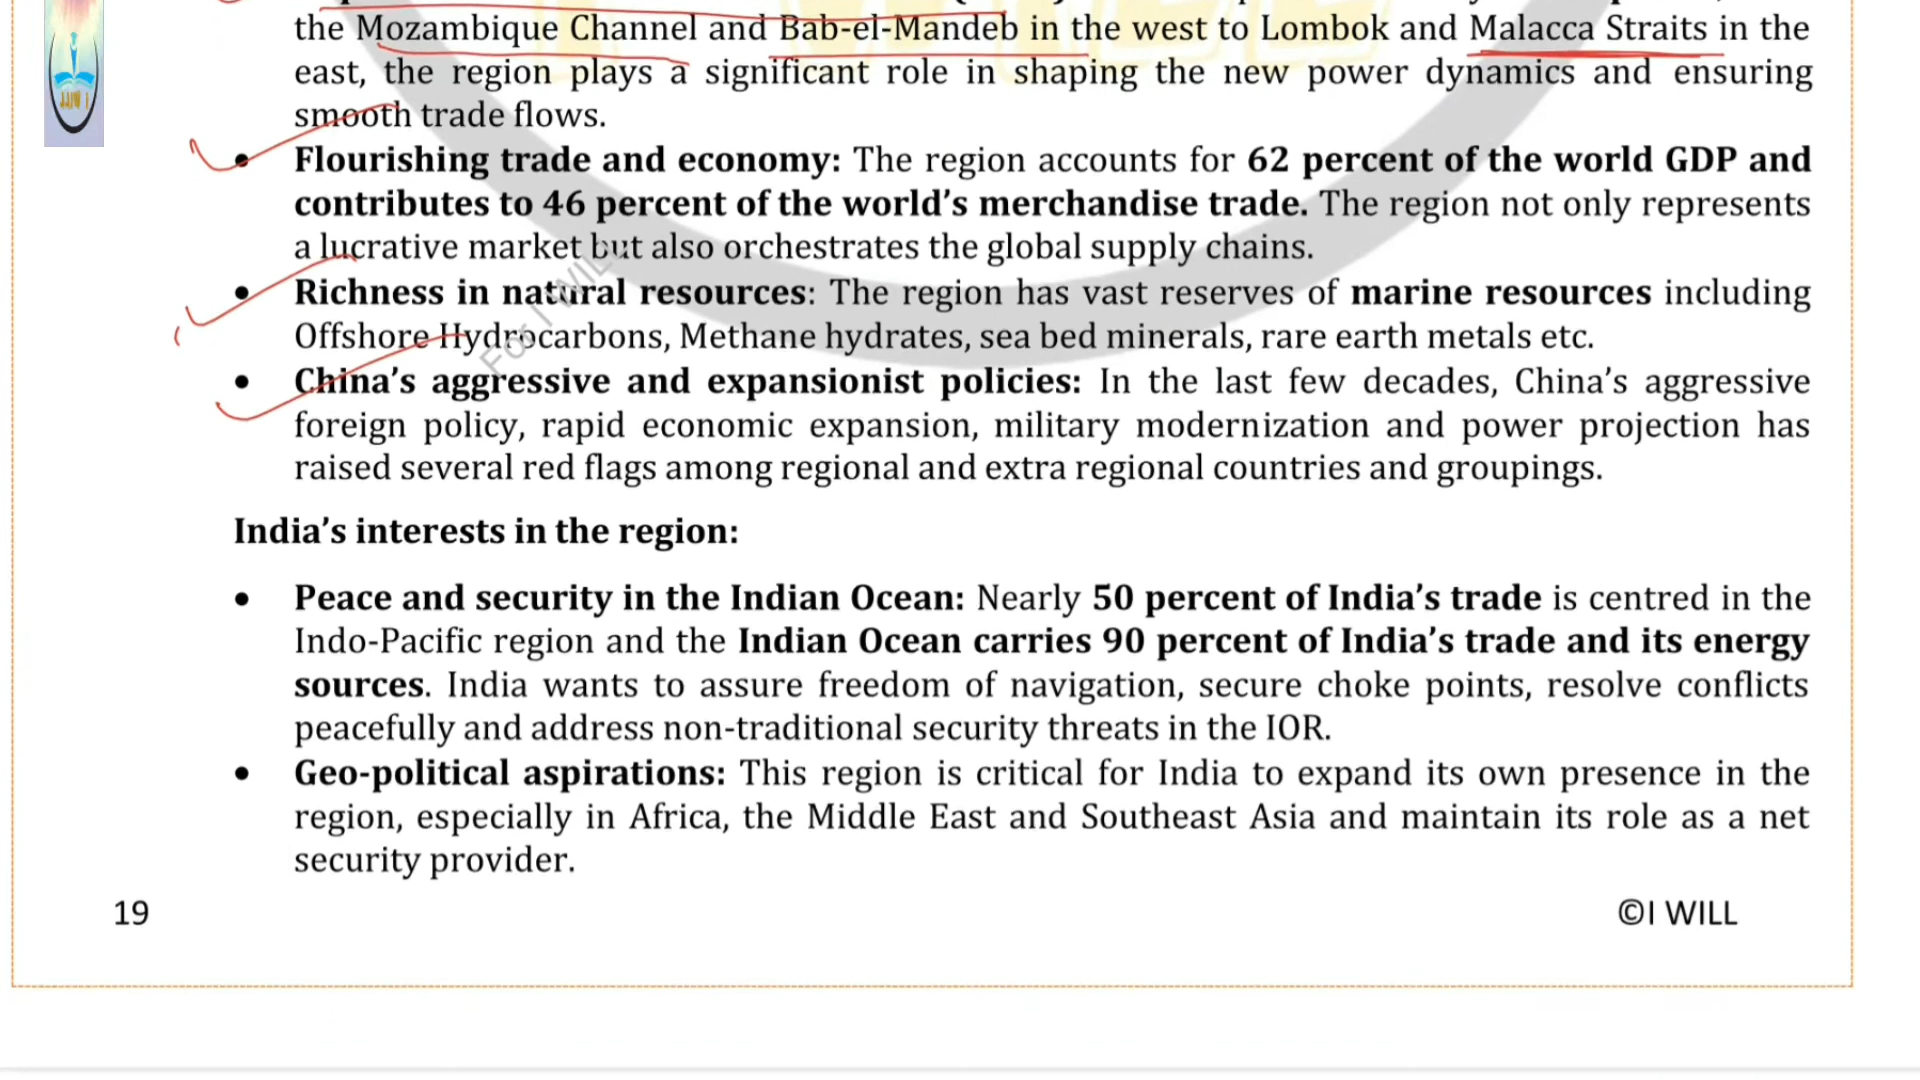 the Mozambique Channel and Bab-el-Mandeb in the west to Lombok and Malacca Straits in the
east, the region plays a significant role in shaping the new power dynamics and ensuring
smooth trade flows.
• Flourishing trade and economy: The region accounts for 62 percent of the world GDP and
contributes to 46 percent of the world’s merchandise trade. The region not only represents
a lucrative market but also orchestrates the global supply chains.
• Richness in natural resources: The region has vast reserves of marine resources including
Offshore Hydrocarbons, Methane hydrates, sea bed minerals, rare earth metals etc.
• China’s aggressive and expansionist policies: In the last few decades, China’s aggressive
foreign policy, rapid economic expansion, military modernization and power projection has
raised several red flags among regional and extra regional countries and groupings.
India’s interests in the region:
• Peace and security in the Indian Ocean: Nearly 50 percent of India’s trade is centred in the
Indo-Pacific region and the Indian Ocean carries 90 percent of India’s trade and its energy
sources. India wants to assure freedom of navigation, secure choke points, resolve conflicts
peacefully and address non-traditional security threats in the IOR.
• Geo-political aspirations: This region is critical for India to expand its own presence in the
region, especially in Africa, the Middle East and Southeast Asia and maintain its role as a net
security provider.
19
©I WILL
For I WILL